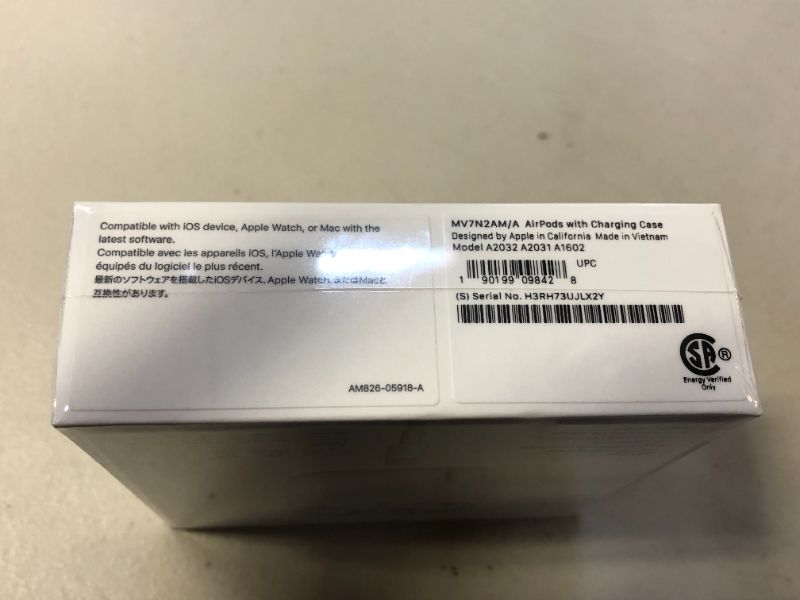 Compatible with iOS device, Apple Watch, or Mac with the
latest software.
Compatible avec les appareils iOS, l'Apple Wat
équipés du logiciel le plus récent.
最新のソフトウェアを搭載したiOSデバイス、Apple Watch、またはMacと
互換性があります。
AM826-05918-A
MV7N2AM/A AirPods with Charging Case
Designed by Apple in California Made in Vietnam
Model A2032 A2031 A1602
UPC
1 90199 09842 8
(S) Serial No. H3RH73UJLX2Y
SA ®
Energy Verified
Only